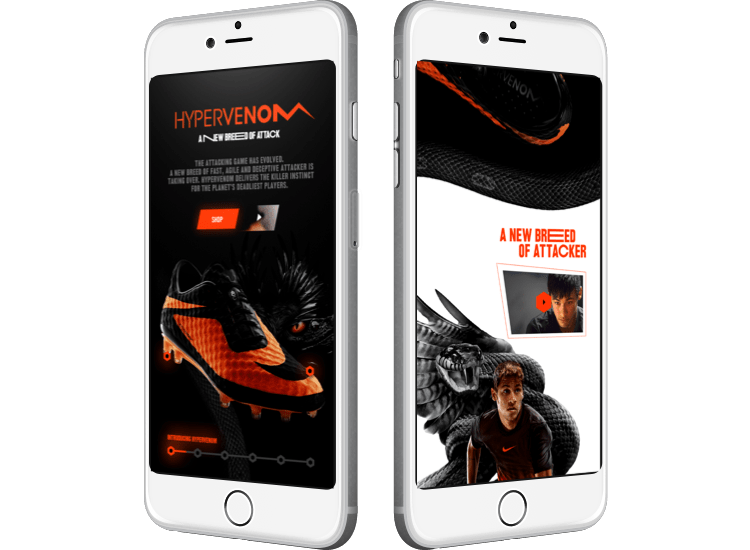 HYPERVENOM
A NEW BREED OF ATTACK
THE ATTACKING GAME HAS EVOLVED.
A NEW BREED OF FAST, AGILE AND DECEPTIVE ATTACKER IS
TAKING OVER. HYPERVENOM DELIVERS THE KILLER INSTINCT
FOR THE PLANET'S DEADLIEST PLAYERS.
SHOP
INTRODUCING HYPERVENOM
VENOM
A NEW BREED
OF ATTACKER